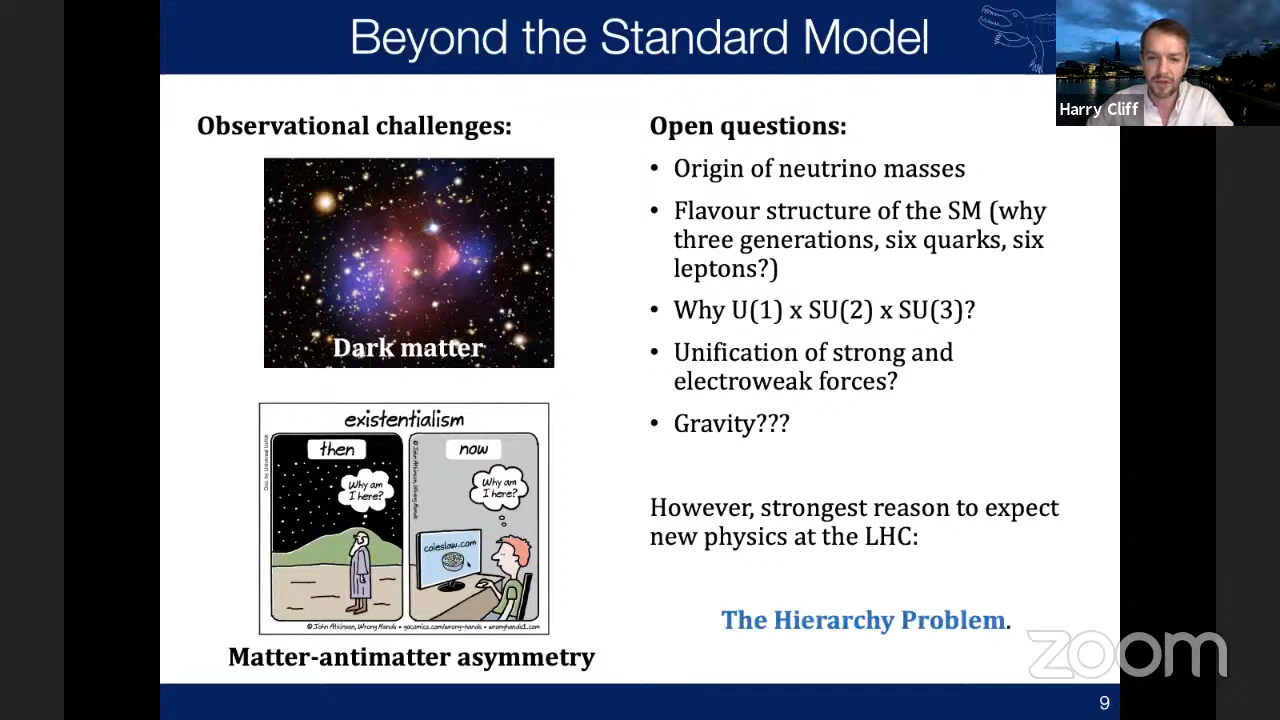 Beyond the Standard Model
Harry Cliff
Observational challenges:
Dark matter
existentialism
then
now
Why am
I here?
Why am
I here?
coleslaw.com
© John Atkinson, Wrong Hands • gocomics.com/wrong-hands • wronghands1.com
Matter-antimatter asymmetry
Open questions:
• Origin of neutrino masses
• Flavour structure of the SM (why
three generations, six quarks, six
leptons?)
• Why U(1) x SU(2) x SU(3)?
• Unification of strong and
electroweak forces?
• Gravity???
However, strongest reason to expect
new physics at the LHC:
The Hierarchy Problem.
zoom
9